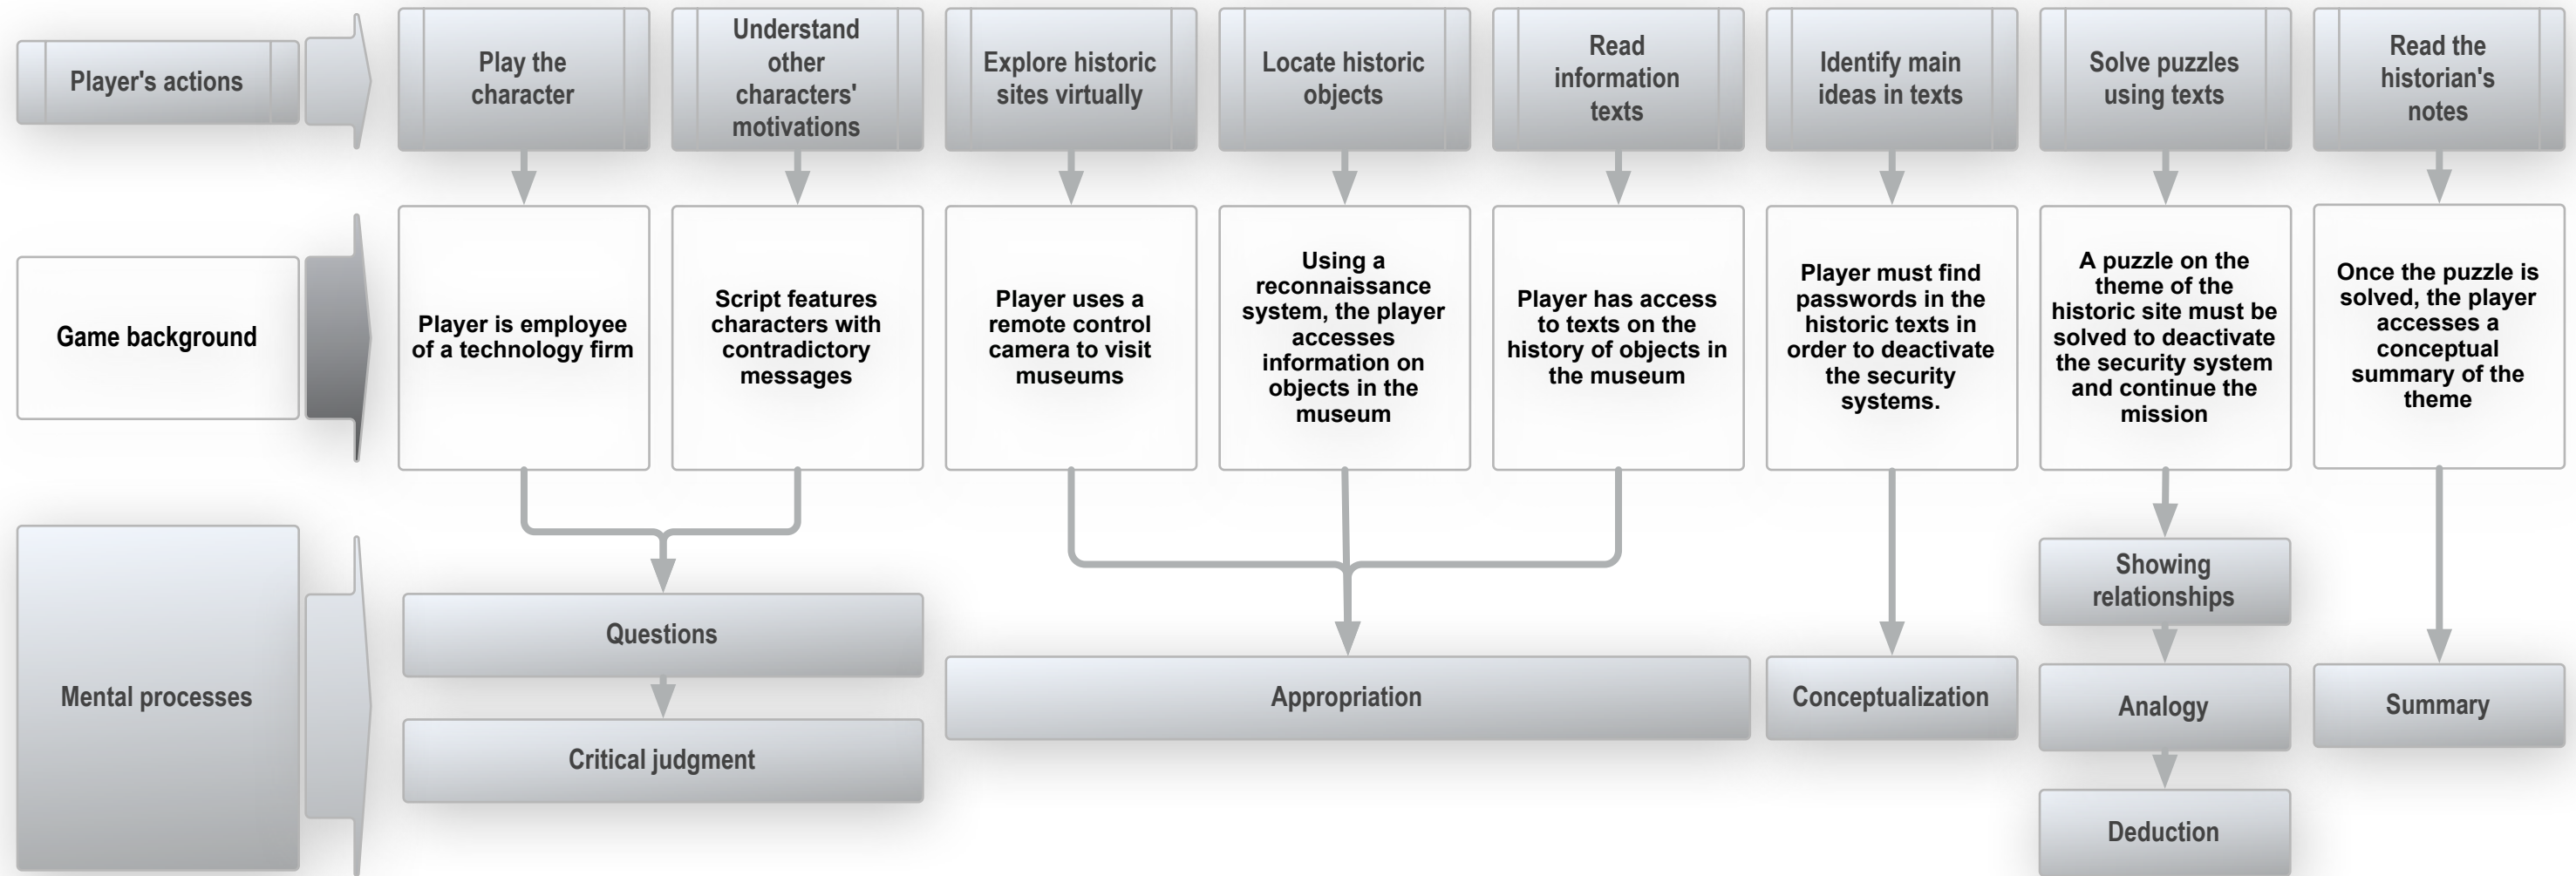 Player's actions
Play the
character
Understand
other
characters'
motivations
Explore historic
sites virtually
Locate historic
objects
Read
information
texts
Identify main
ideas in texts
Solve puzzles
using texts
Read the
historian's
notes
Game background
Player is employee
of a technology firm
Script features
characters with
contradictory
messages
Player uses a
remote control
camera to visit
museums
Using a
reconnaissance
system, the player
accesses
information on
objects in the
museum
Player has access
to texts on the
history of objects in
the museum
Player must find
passwords in the
historic texts in
order to deactivate
the security
systems.
A puzzle on the
theme of the
historic site must be
solved to deactivate
the security system
and continue the
mission
Once the puzzle is
solved, the player
accesses a
conceptual
summary of the
theme
Mental processes
Questions
Critical judgment
Appropriation
Conceptualization
Showing
relationships
Analogy
Deduction
Summary